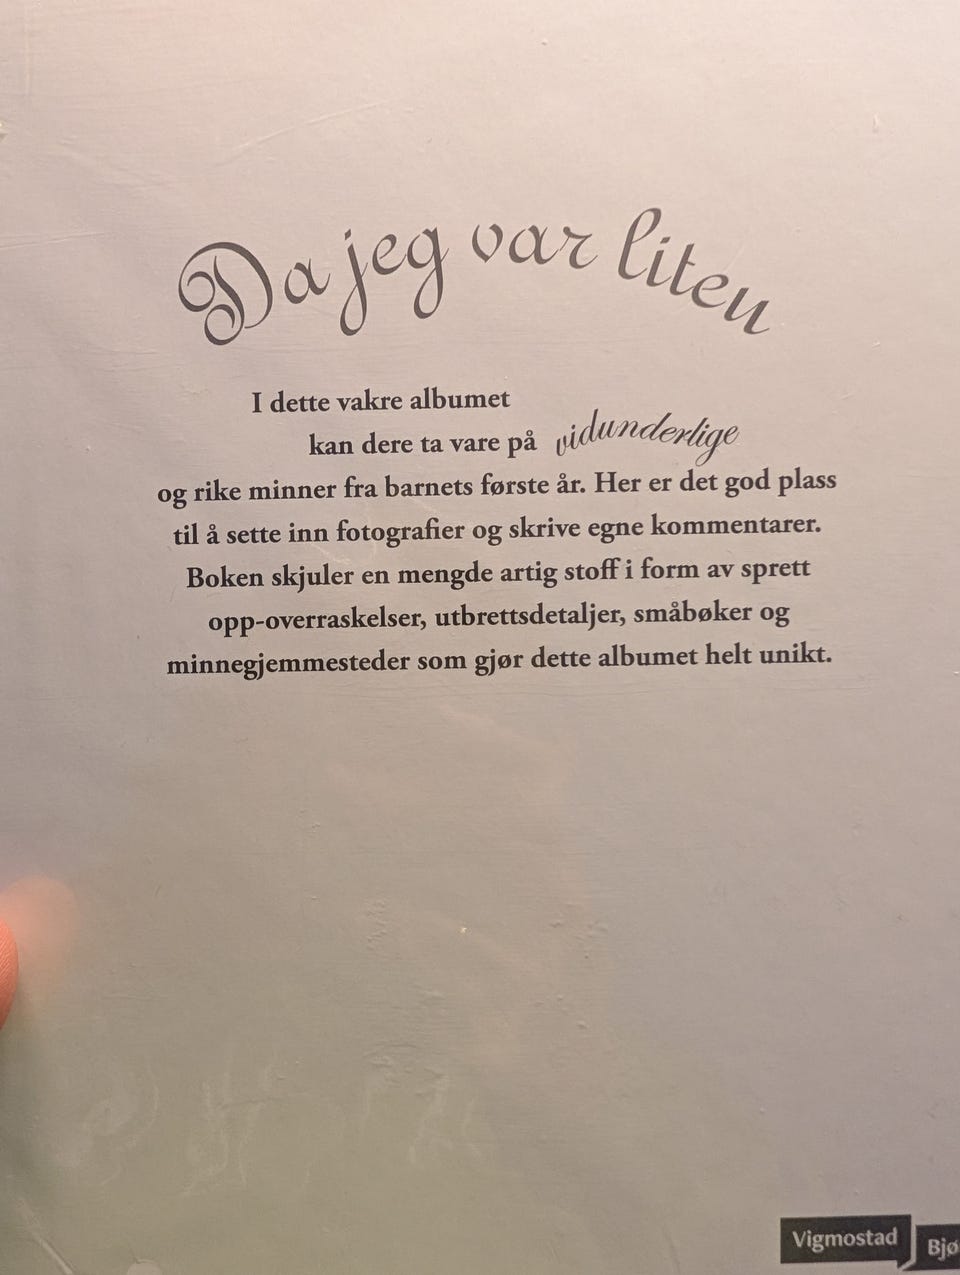 Da jeg var liten
I dette vakre albumet
kan dere ta vare på vidunderlige
og rike minner fra barnets første år. Her er det god plass
til å sette inn fotografier og skrive egne kommentarer.
Boken skjuler en mengde artig stoff i form av sprett
opp-overraskelser, utbrettsdetaljer, småbøker og
minnegjemmesteder som gjør dette albumet helt unikt.
Vigmostad
Bjø